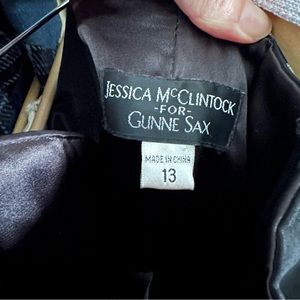 JESSICA McCLINTOCK
-FOR-
GUNNE SAX
MADE IN CHINA
13